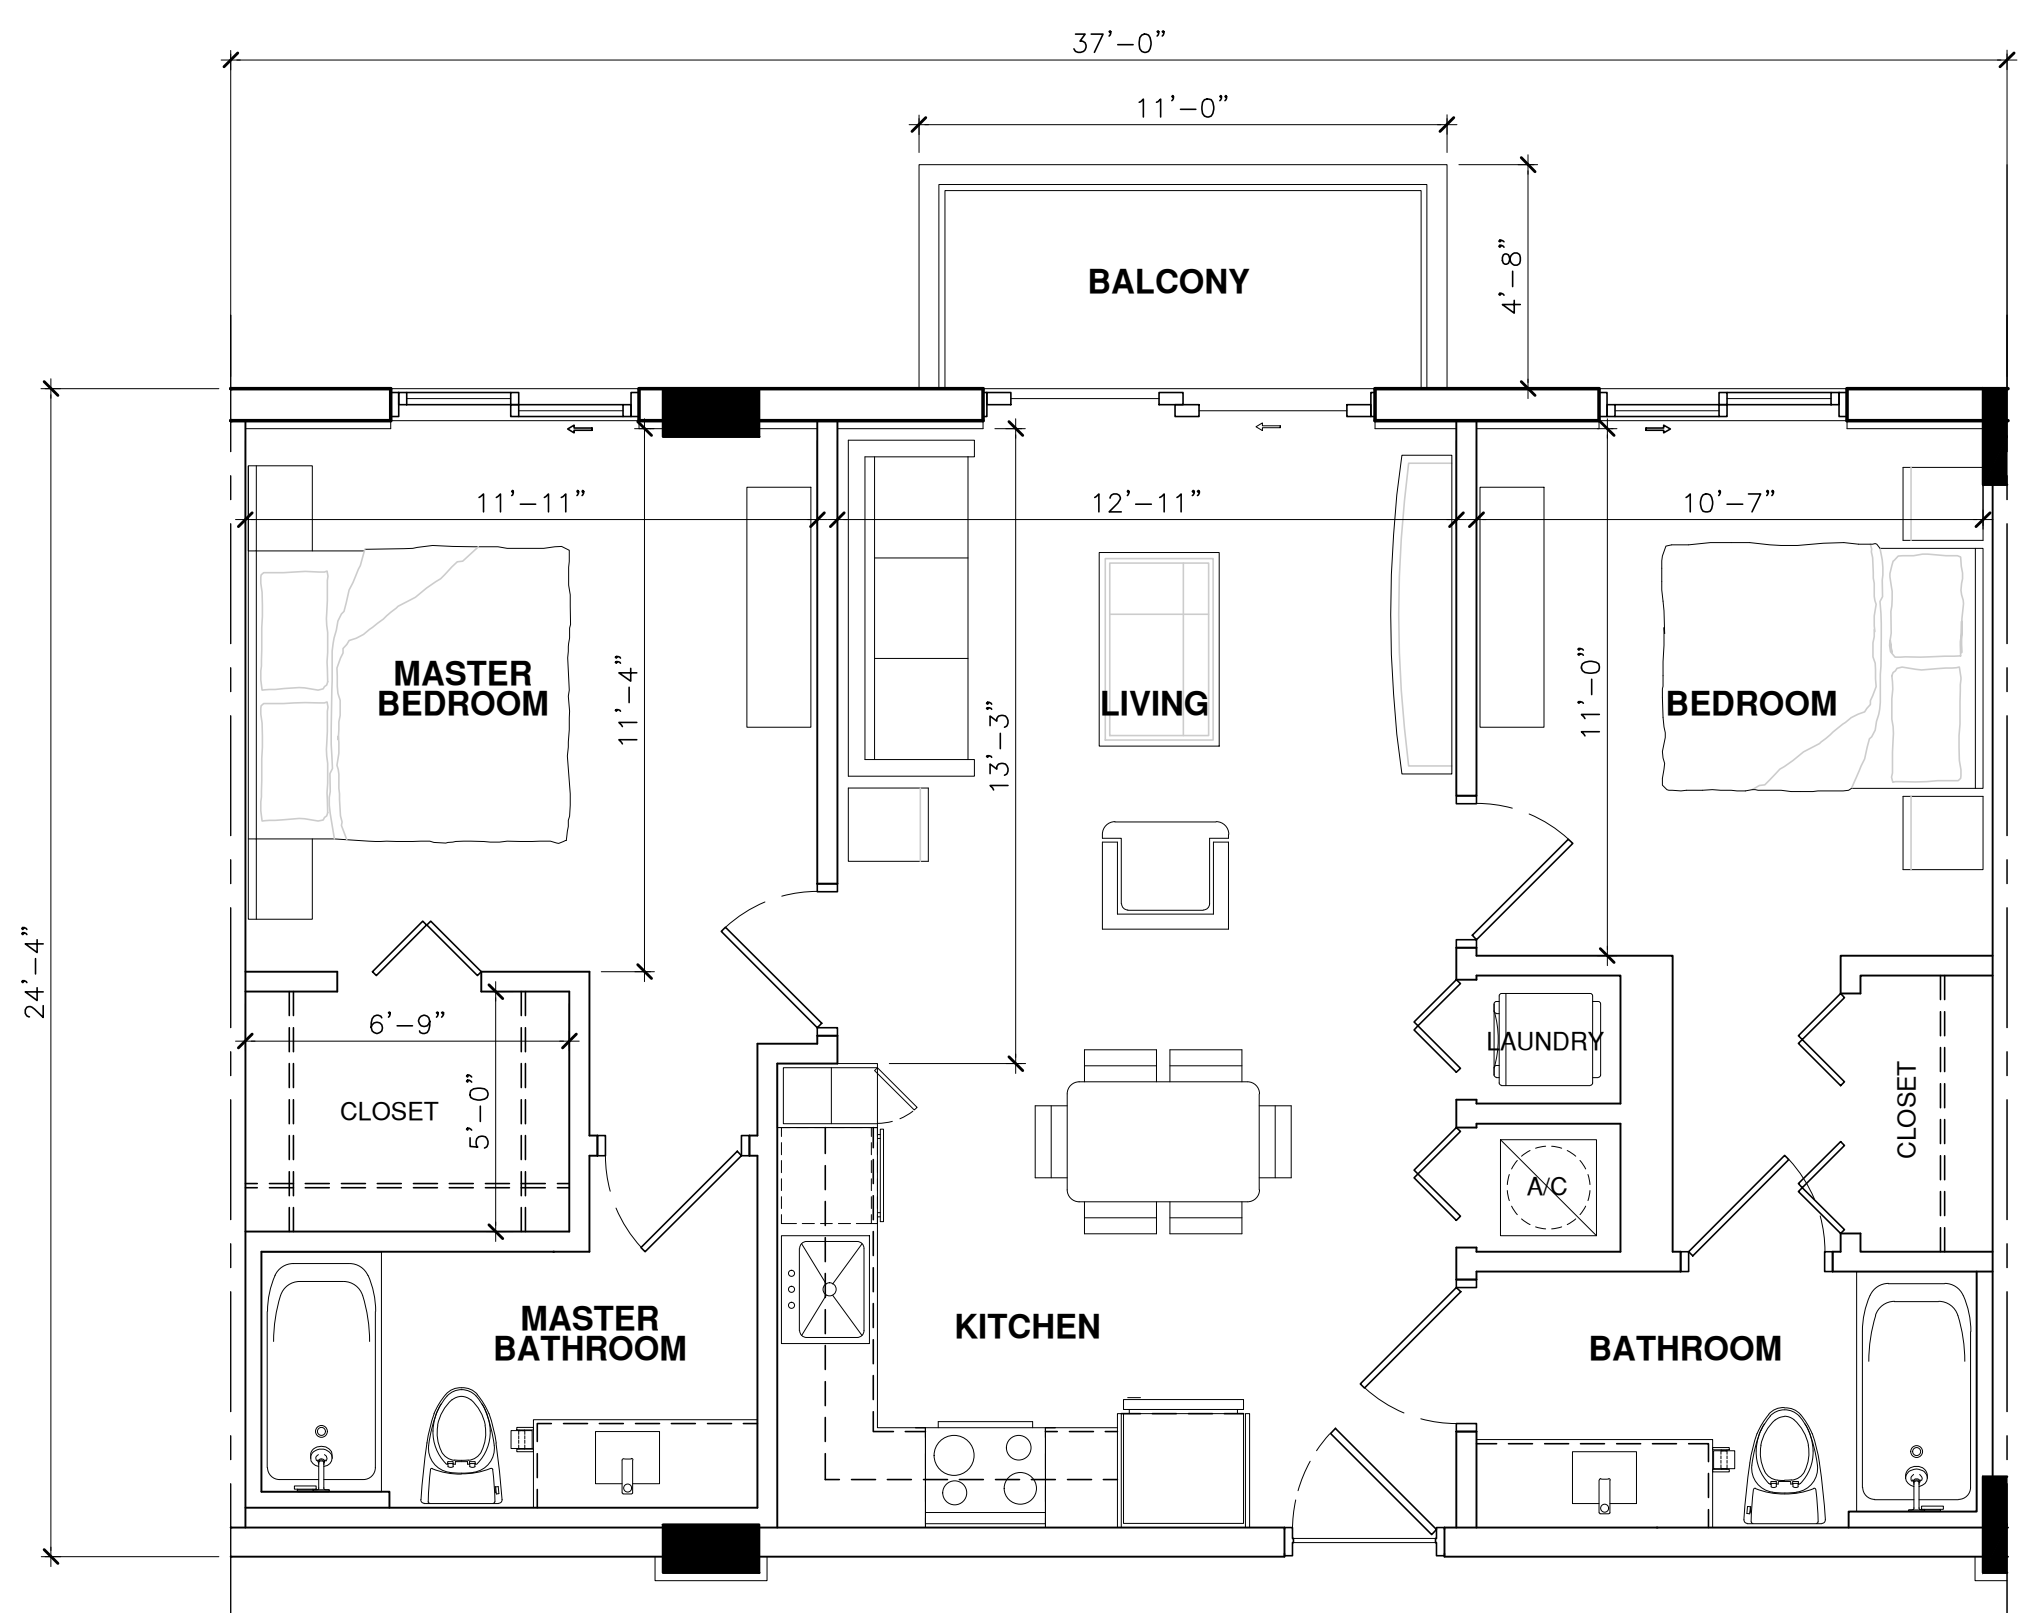 37'-0"
11'-0"
BALCONY
4'-8"
11'-11"
12'-11"
10'-7"
MASTER
BEDROOM
11'-4"
LIVING
13'-3"
11'-0"
BEDROOM
24'-4"
6'-9"
CLOSET
5'-0"
LAUNDRY
CLOSET
A/C
MASTER
BATHROOM
KITCHEN
BATHROOM